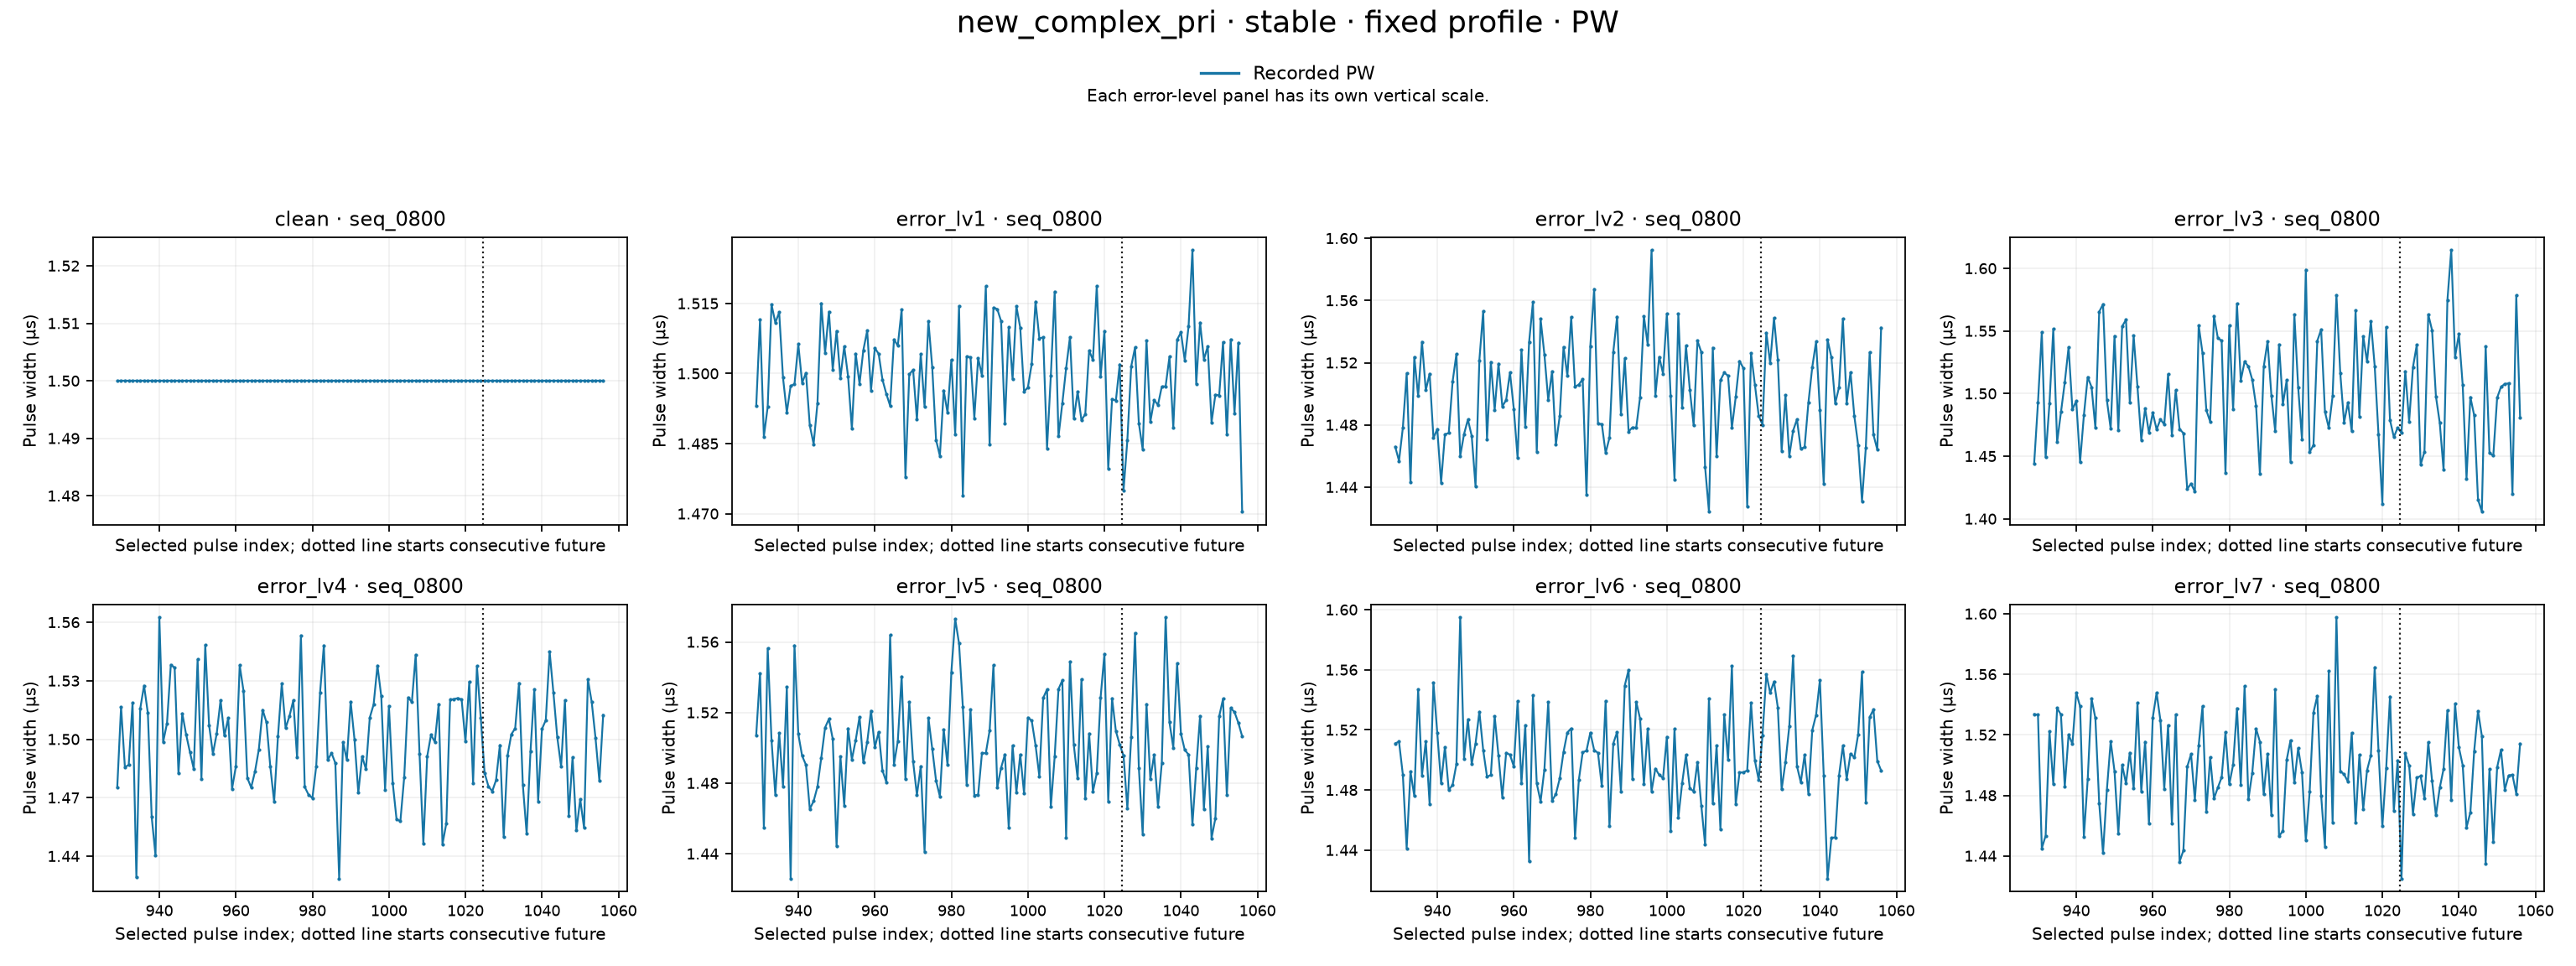 new_complex_pri · stable · fixed profile · PW
Recorded PW
Each error-level panel has its own vertical scale.
clean · seq_0800
error_lv1 · seq_0800
error_lv2 · seq_0800
error_lv3 · seq_0800
Pulse width (µs)
1.52
1.51
1.50
1.49
1.48
Pulse width (µs)
1.515
1.500
1.485
1.470
Pulse width (µs)
1.60
1.56
1.52
1.48
1.44
Pulse width (µs)
1.60
1.55
1.50
1.45
1.40
Selected pulse index; dotted line starts consecutive future
Selected pulse index; dotted line starts consecutive future
Selected pulse index; dotted line starts consecutive future
Selected pulse index; dotted line starts consecutive future
error_lv4 · seq_0800
error_lv5 · seq_0800
error_lv6 · seq_0800
error_lv7 · seq_0800
Pulse width (µs)
1.56
1.53
1.50
1.47
1.44
Pulse width (µs)
1.56
1.52
1.48
1.44
Pulse width (µs)
1.60
1.56
1.52
1.48
1.44
Pulse width (µs)
1.60
1.56
1.52
1.48
1.44
940 960 980 1000 1020 1040 1060
940 960 980 1000 1020 1040 1060
940 960 980 1000 1020 1040 1060
940 960 980 1000 1020 1040 1060
Selected pulse index; dotted line starts consecutive future
Selected pulse index; dotted line starts consecutive future
Selected pulse index; dotted line starts consecutive future
Selected pulse index; dotted line starts consecutive future